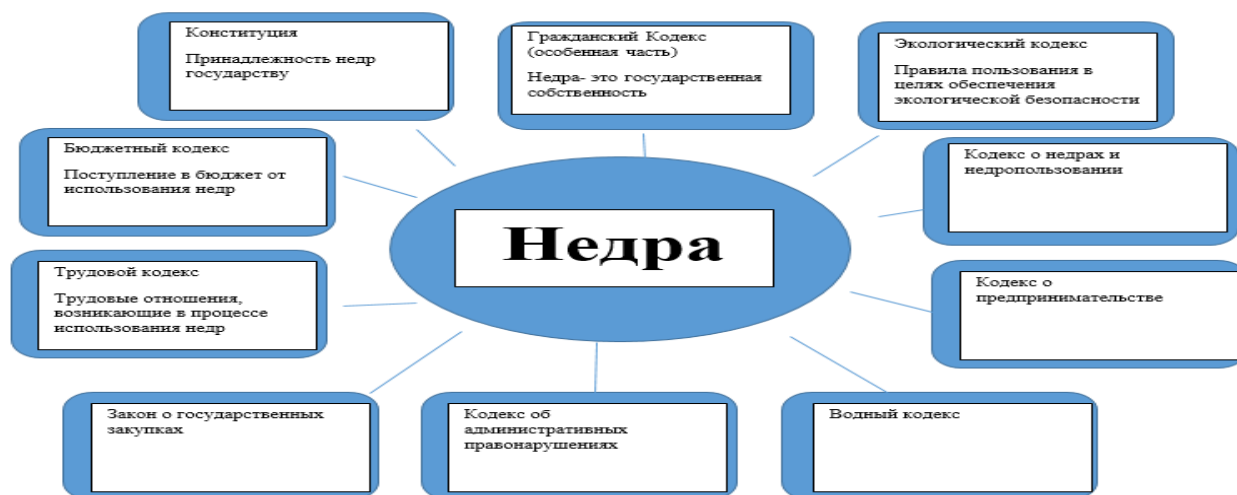 Конституция
Принадлежность недр
государству
Гражданский Кодекс
(особенная часть)
Недра- это государственная
собственность
Экологический кодекс
Правила пользования в
целях обеспечения
экологической безопасности
Бюджетный кодекс
Поступление в бюджет от
использования недр
Кодекс о недрах и
недропользовании
Недра
Трудовой кодекс
Трудовые отношения,
возникающие в процессе
использования недр
Кодекс о
предпринимательстве
Закон о государственных
закупках
Кодекс об
административных
правонарушениях
Водный кодекс